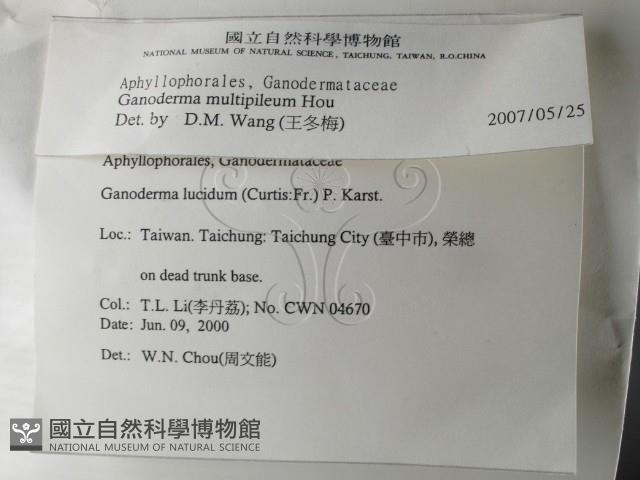 國立自然科學博物館
NATIONAL MUSEUM OF NATURAL SCIENCE, TAICHUNG, TAIWAN, R.O.CHINA
Aphyllophorales, Ganodermataceae
Ganoderma multipileum Hou
Det. by D.M. Wang (王冬梅)
2007/05/25
Aphyllophorales, Ganodermataceae
Ganoderma lucidum (Curtis:Fr.) P. Karst.
Loc.: Taiwan. Taichung: Taichung City (臺中市), 榮總
on dead trunk base.
Col.: T.L. Li(李丹荔); No. CWN 04670
Date: Jun. 09, 2000
Det.: W.N. Chou(周文能)
國立自然科學博物館
NATIONAL MUSEUM OF NATURAL SCIENCE